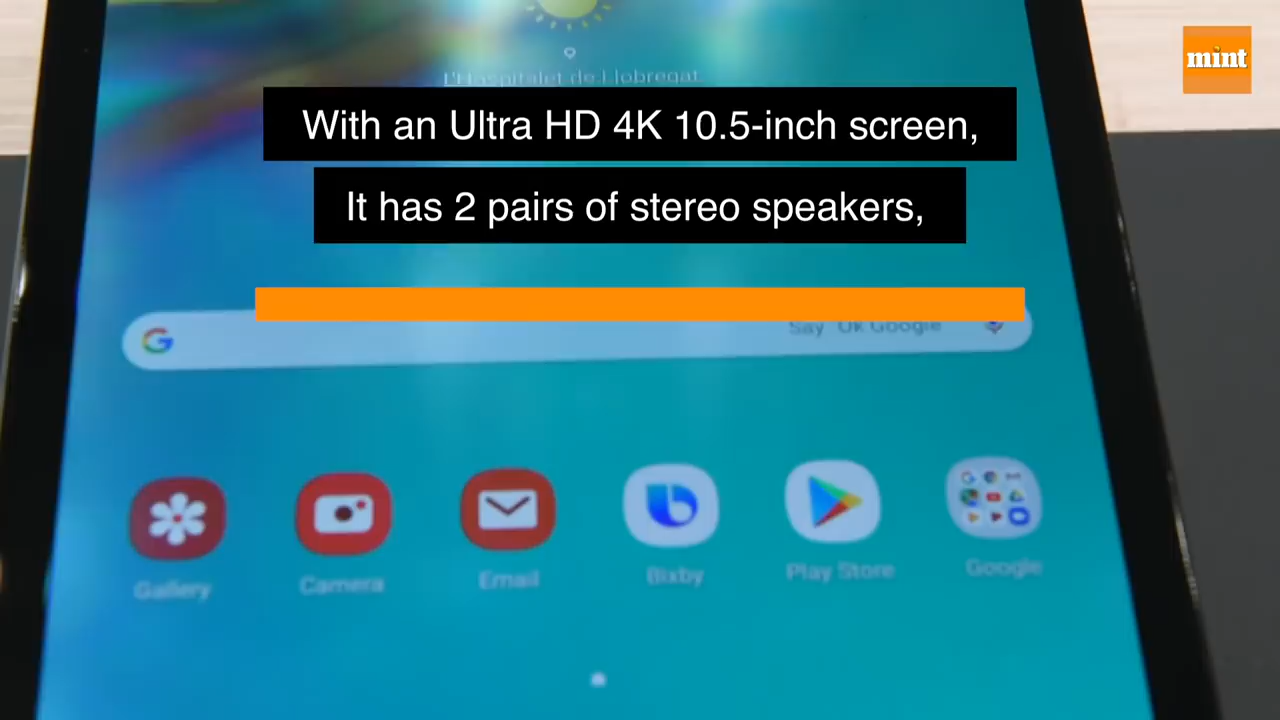 mint
L'Hospitalet de Llobregat
With an Ultra HD 4K 10.5-inch screen,
It has 2 pairs of stereo speakers,
Say "Ok Google"
Gallery
Camera
Email
Bixby
Play Store
Google